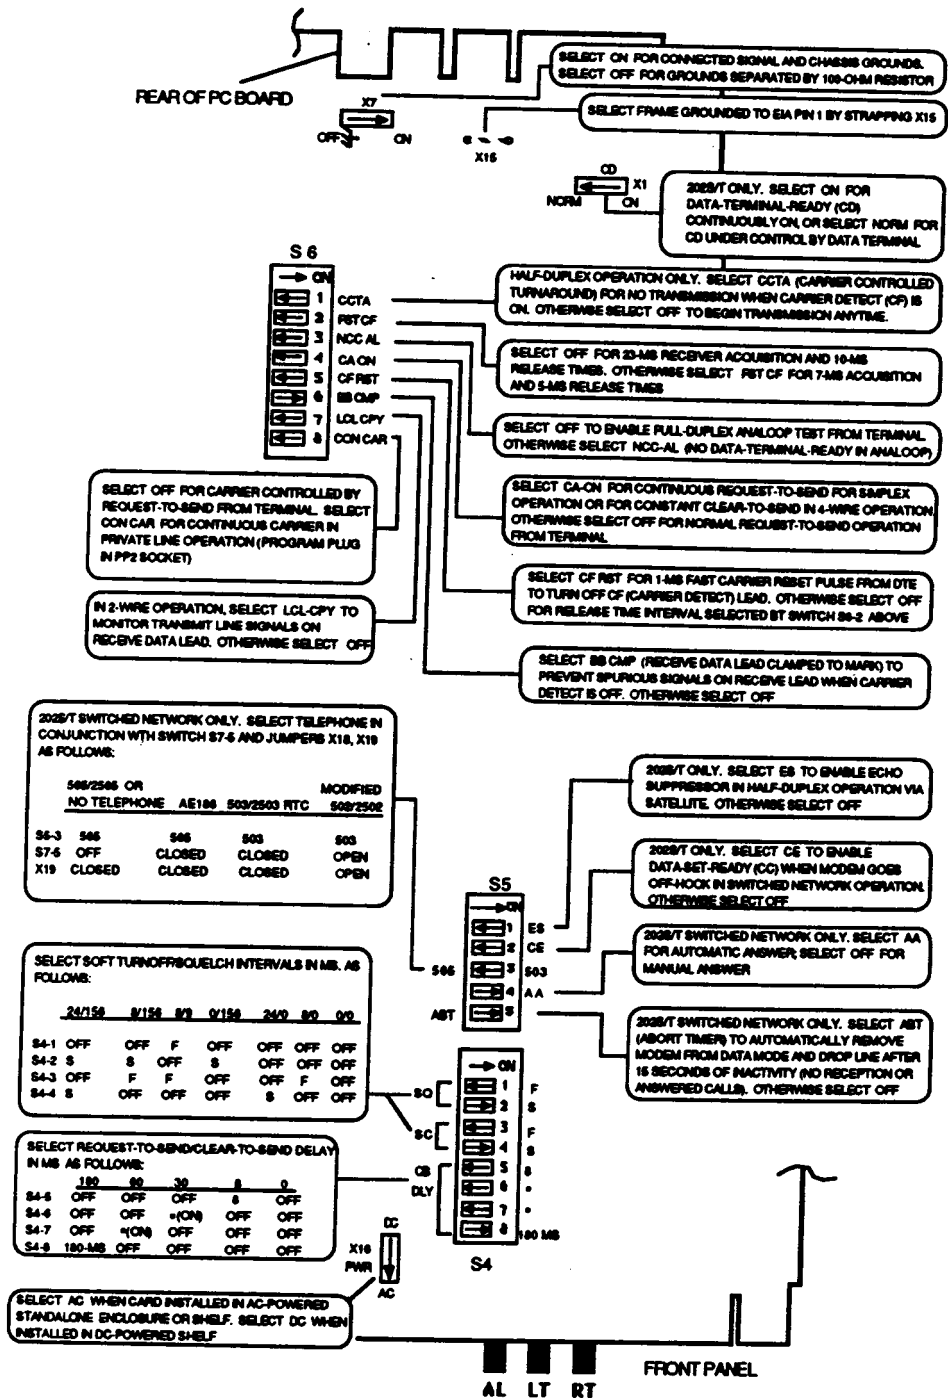 REAR OF PC BOARD
SELECT ON FOR CONNECTED SIGNAL AND CHASSIS GROUNDS.
SELECT OFF FOR GROUNDS SEPARATED BY 100-OHM RESISTOR
X7
OFF ON
X15
SELECT FRAME GROUNDED TO EIA PIN 1 BY STRAPPING X15
CD
X1
NORM ON
202S/T ONLY. SELECT ON FOR
DATA-TERMINAL-READY (CD)
CONTINUOUSLY ON, OR SELECT NORM FOR
CD UNDER CONTROL BY DATA TERMINAL
S 6
ON
1 CCTA
2 FST CF
3 NCC AL
4 CA ON
5 CF RST
6 BB CMP
7 LCL CPY
8 CON CAR
HALF-DUPLEX OPERATION ONLY. SELECT CCTA (CARRIER CONTROLLED
TURNAROUND) FOR NO TRANSMISSION WHEN CARRIER DETECT (CF) IS
ON. OTHERWISE SELECT OFF TO BEGIN TRANSMISSION ANYTIME.
SELECT OFF FOR 23-MS RECEIVER ACQUISITION AND 10-MS
RELEASE TIMES. OTHERWISE SELECT FST CF FOR 7-MS ACQUISITION
AND 5-MS RELEASE TIMES
SELECT OFF TO ENABLE FULL-DUPLEX ANALOOP TEST FROM TERMINAL
OTHERWISE SELECT NCC-AL (NO DATA-TERMINAL-READY IN ANALOOP)
SELECT CA-ON FOR CONTINUOUS REQUEST-TO-SEND FOR SIMPLEX
OPERATION OR FOR CONSTANT CLEAR-TO-SEND IN 4-WIRE OPERATION.
OTHERWISE SELECT OFF FOR NORMAL REQUEST-TO-SEND OPERATION
FROM TERMINAL
SELECT CF RST FOR 1-MS FAST CARRIER RESET PULSE FROM DTE
TO TURN OFF CF (CARRIER DETECT) LEAD. OTHERWISE SELECT OFF
FOR RELEASE TIME INTERVAL SELECTED BT SWITCH S6-2 ABOVE
SELECT BB CMP (RECEIVE DATA LEAD CLAMPED TO MARK) TO
PREVENT SPURIOUS SIGNALS ON RECEIVE LEAD WHEN CARRIER
DETECT IS OFF. OTHERWISE SELECT OFF
SELECT OFF FOR CARRIER CONTROLLED BY
REQUEST-TO-SEND FROM TERMINAL. SELECT
CON CAR FOR CONTINUOUS CARRIER IN
PRIVATE LINE OPERATION (PROGRAM PLUG
IN PP2 SOCKET)
IN 2-WIRE OPERATION, SELECT LCL-CPY TO
MONITOR TRANSMIT LINE SIGNALS ON
RECEIVE DATA LEAD. OTHERWISE SELECT OFF
202S/T SWITCHED NETWORK ONLY. SELECT TELEPHONE IN
CONJUNCTION WTH SWITCH S7-5 AND JUMPERS X18, X19
AS FOLLOWS:
565/2565 OR MODIFIED
NO TELEPHONE AE186 503/2503 RTC 502/2502
S5-3 565 565 503 503
S7-5 OFF CLOSED CLOSED OPEN
X19 CLOSED CLOSED CLOSED OPEN
S5
ON
1 ES
2 CE
565 3 503
4 AA
ABT 5
202S/T ONLY. SELECT ES TO ENABLE ECHO
SUPPRESSOR IN HALF-DUPLEX OPERATION VIA
SATELLITE. OTHERWISE SELECT OFF
202S/T ONLY. SELECT CE TO ENABLE
DATA-SET-READY (CC) WHEN MODEM GOES
OFF-HOOK IN SWITCHED NETWORK OPERATION.
OTHERWISE SELECT OFF
202S/T SWITCHED NETWORK ONLY. SELECT AA
FOR AUTOMATIC ANSWER; SELECT OFF FOR
MANUAL ANSWER
202S/T SWITCHED NETWORK ONLY. SELECT ABT
(ABORT TIMER) TO AUTOMATICALLY REMOVE
MODEM FROM DATA MODE AND DROP LINE AFTER
15 SECONDS OF INACTIVITY (NO RECEPTION OR
ANSWERED CALLS). OTHERWISE SELECT OFF
SELECT SOFT TURNOFF/SQUELCH INTERVALS IN MS. AS
FOLLOWS:
24/156 8/156 8/9 0/156 24/0 8/0 0/0
S4-1 OFF OFF F OFF OFF OFF OFF
S4-2 S S OFF S OFF OFF OFF
S4-3 OFF F F OFF OFF F OFF
S4-4 S OFF OFF OFF S OFF OFF
SELECT REQUEST-TO-SEND/CLEAR-TO-SEND DELAY
IN MS AS FOLLOWS:
180 60 30 8 0
S4-5 OFF OFF OFF 8 OFF
S4-6 OFF OFF *(ON) OFF OFF
S4-7 OFF *(ON) OFF OFF OFF
S4-8 180-MS OFF OFF OFF OFF
ON
SQ 1 F
2 S
SC 3 F
4 S
CB 5 8
DLY 6 *
7 *
8 180 MS
S4
DC
X16
PWR
AC
SELECT AC WHEN CARD INSTALLED IN AC-POWERED
STANDALONE ENCLOSURE OR SHELF. SELECT DC WHEN
INSTALLED IN DC-POWERED SHELF
FRONT PANEL
AL LT RT